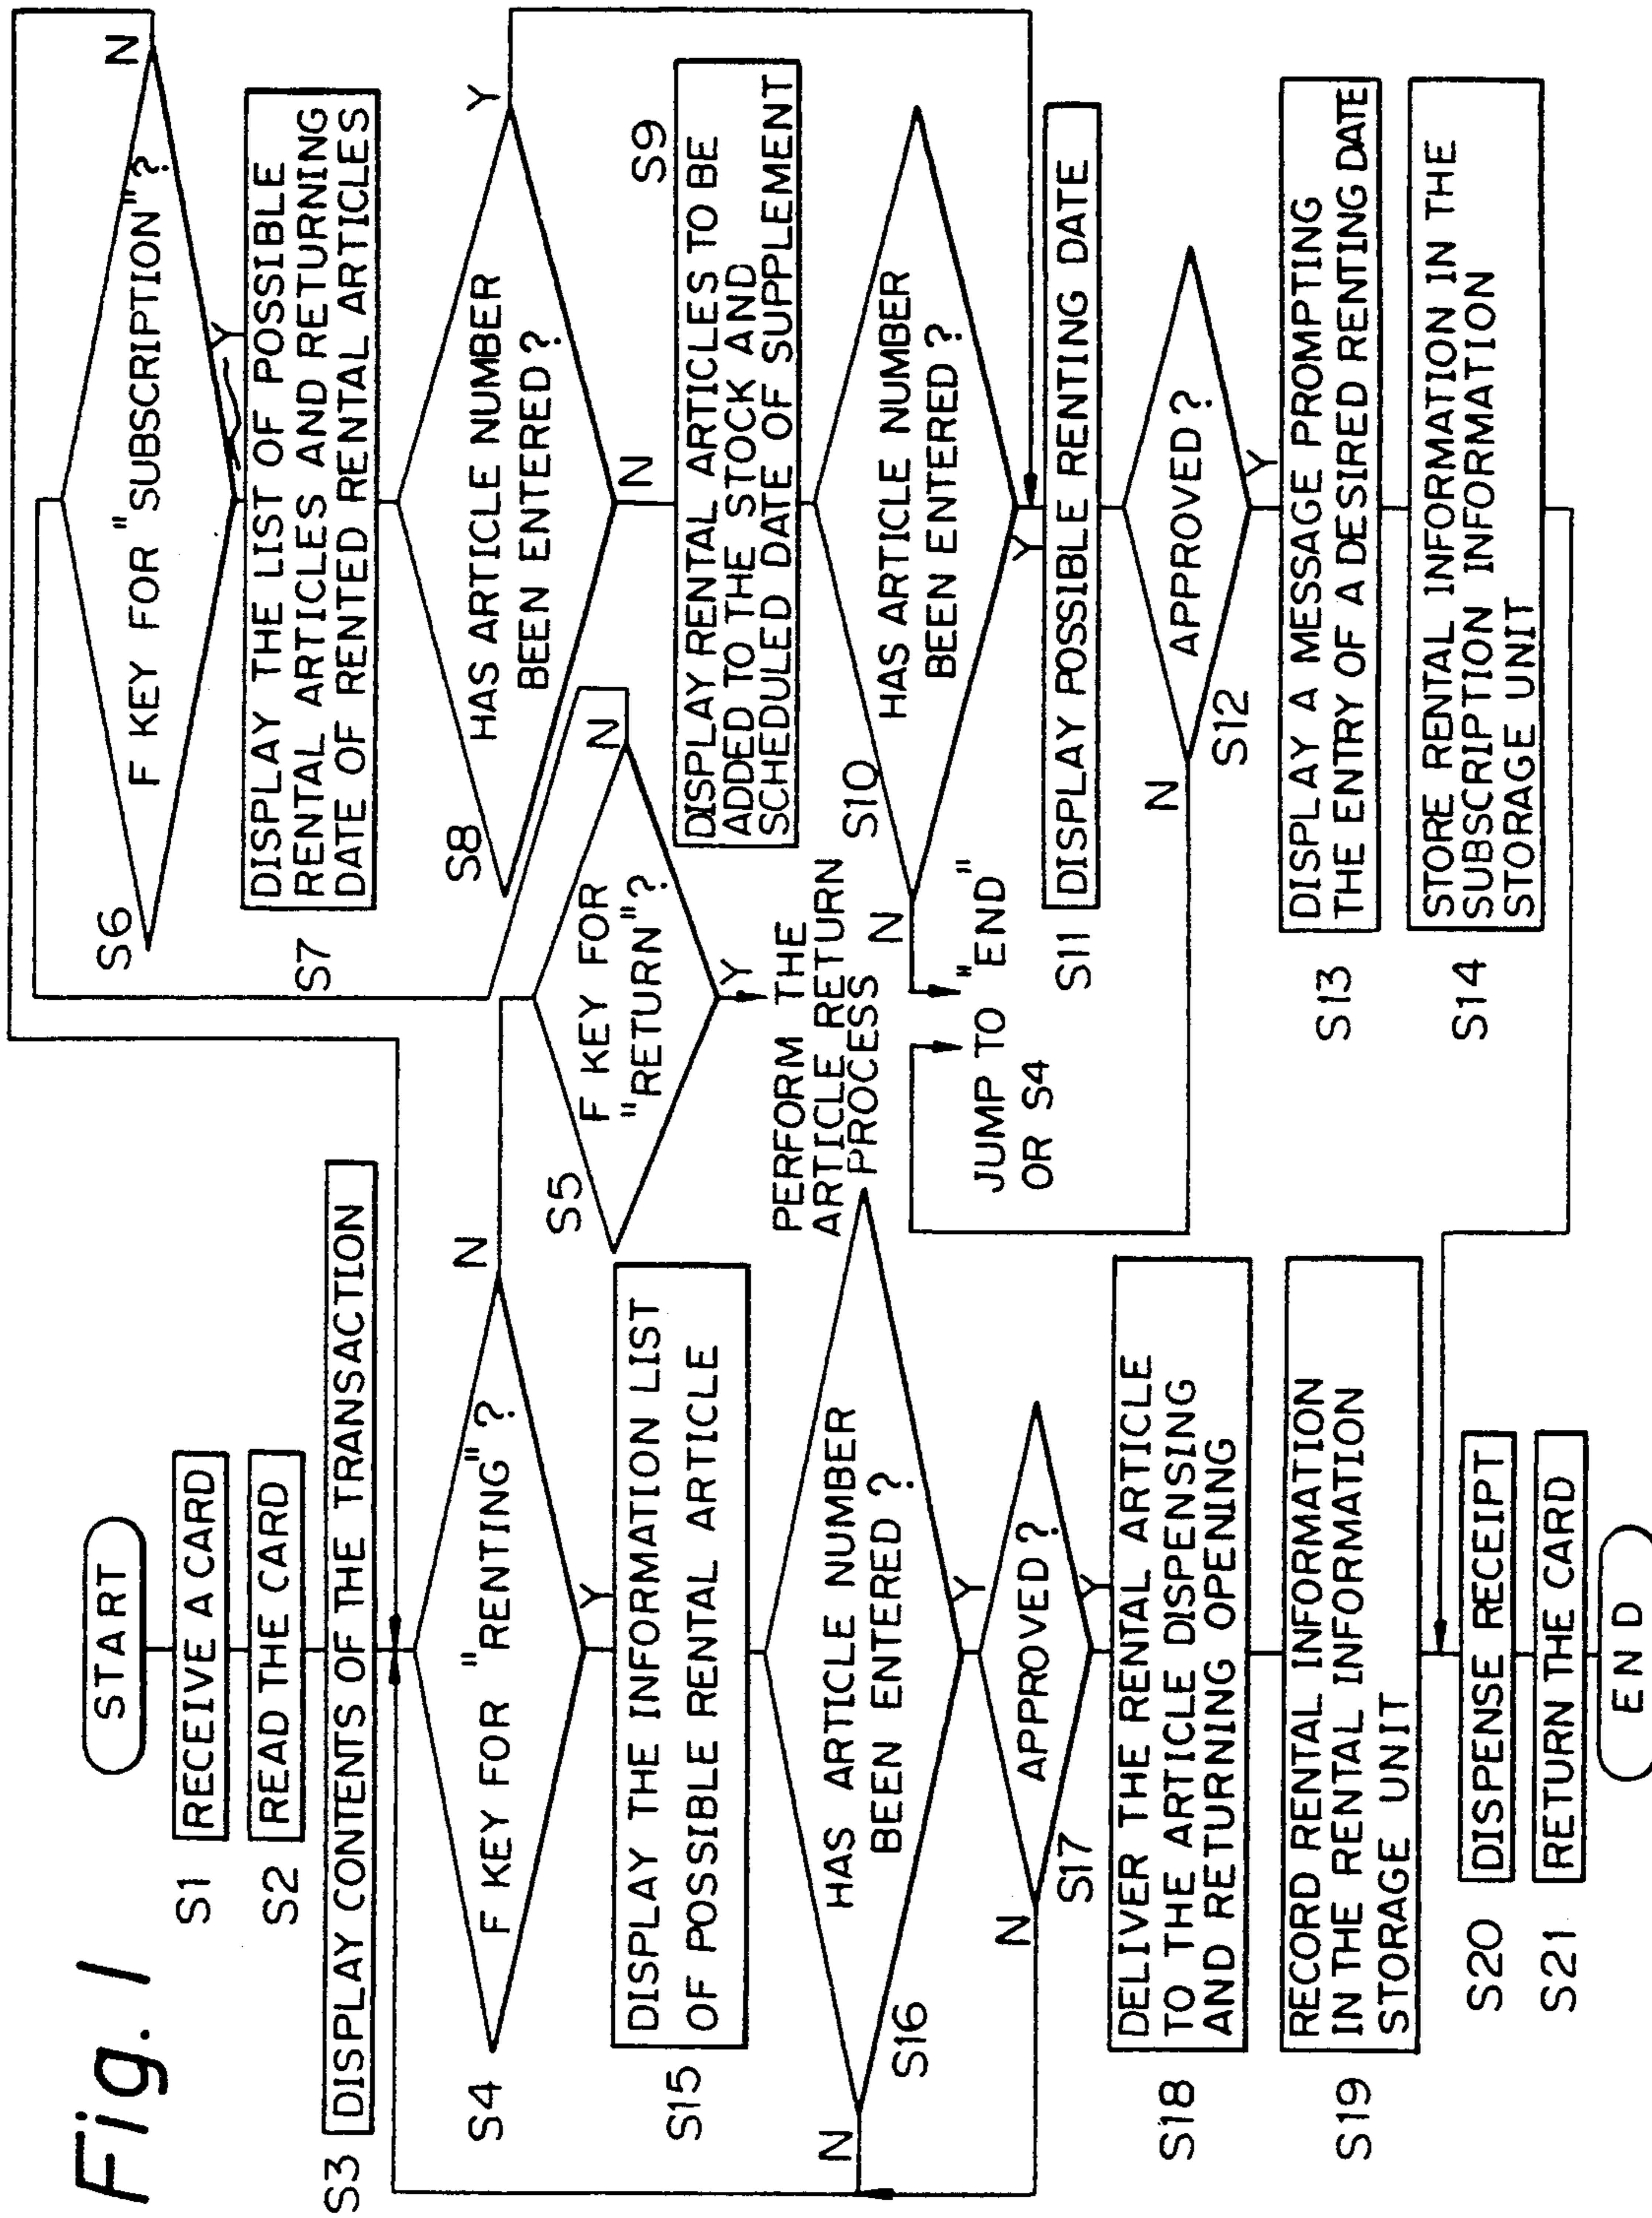 Fig. 1
START
S1
RECEIVE A CARD
S2
READ THE CARD
S3
DISPLAY CONTENTS OF THE TRANSACTION
S4
F KEY FOR "RENTING"?
N
Y
S15
DISPLAY THE INFORMATION LIST
OF POSSIBLE RENTAL ARTICLE
S16
HAS ARTICLE NUMBER
BEEN ENTERED?
N
Y
S17
APPROVED?
N
Y
S18
DELIVER THE RENTAL ARTICLE
TO THE ARTICLE DISPENSING
AND RETURNING OPENING
S19
RECORD RENTAL INFORMATION
IN THE RENTAL INFORMATION
STORAGE UNIT
S20
DISPENSE RECEIPT
S21
RETURN THE CARD
END
S5
F KEY FOR
"RETURN"?
N
Y
PERFORM THE
ARTICLE RETURN
PROCESS
S6
F KEY FOR "SUBSCRIPTION"?
N
Y
S7
DISPLAY THE LIST OF POSSIBLE
RENTAL ARTICLES AND RETURNING
DATE OF RENTED RENTAL ARTICLES
S8
HAS ARTICLE NUMBER
BEEN ENTERED?
Y
N
S9
DISPLAY RENTAL ARTICLES TO BE
ADDED TO THE STOCK AND
SCHEDULED DATE OF SUPPLEMENT
S10
HAS ARTICLE NUMBER
BEEN ENTERED?
N
Y
JUMP TO "END"
OR S4
S11
DISPLAY POSSIBLE RENTING DATE
S12
APPROVED?
N
Y
S13
DISPLAY A MESSAGE PROMPTING
THE ENTRY OF A DESIRED RENTING DATE
S14
STORE RENTAL INFORMATION IN THE
SUBSCRIPTION INFORMATION
STORAGE UNIT